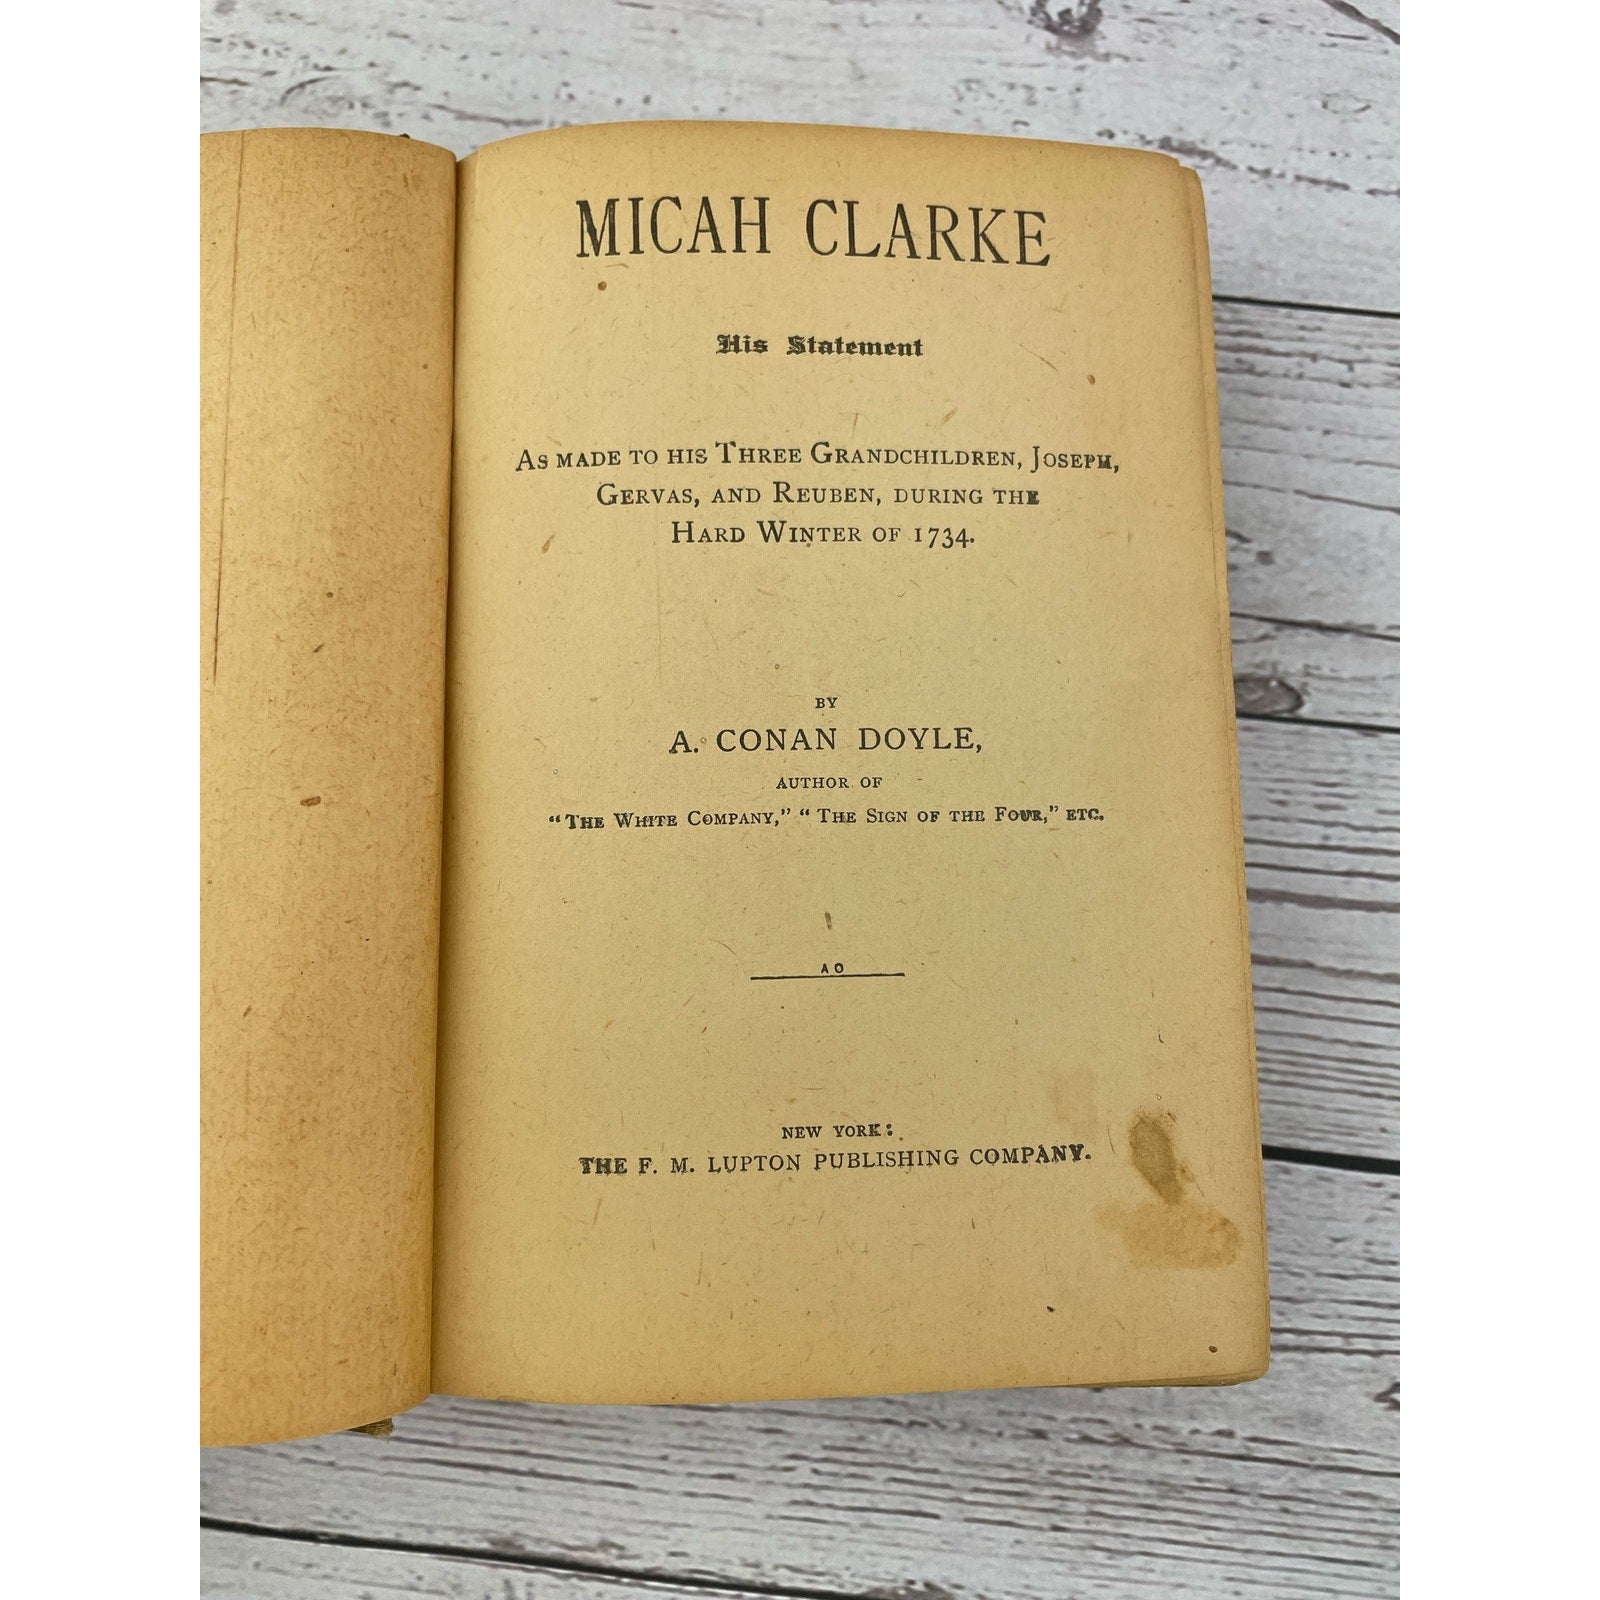 MICAH CLARKE
His Statement
AS MADE TO HIS THREE GRANDCHILDREN, JOSEPH,
GERVAS, AND REUBEN, DURING THE
HARD WINTER OF 1734.
BY
A. CONAN DOYLE,
AUTHOR OF
"THE WHITE COMPANY," "THE SIGN OF THE FOUR," ETC.
AO
NEW YORK:
THE F. M. LUPTON PUBLISHING COMPANY.